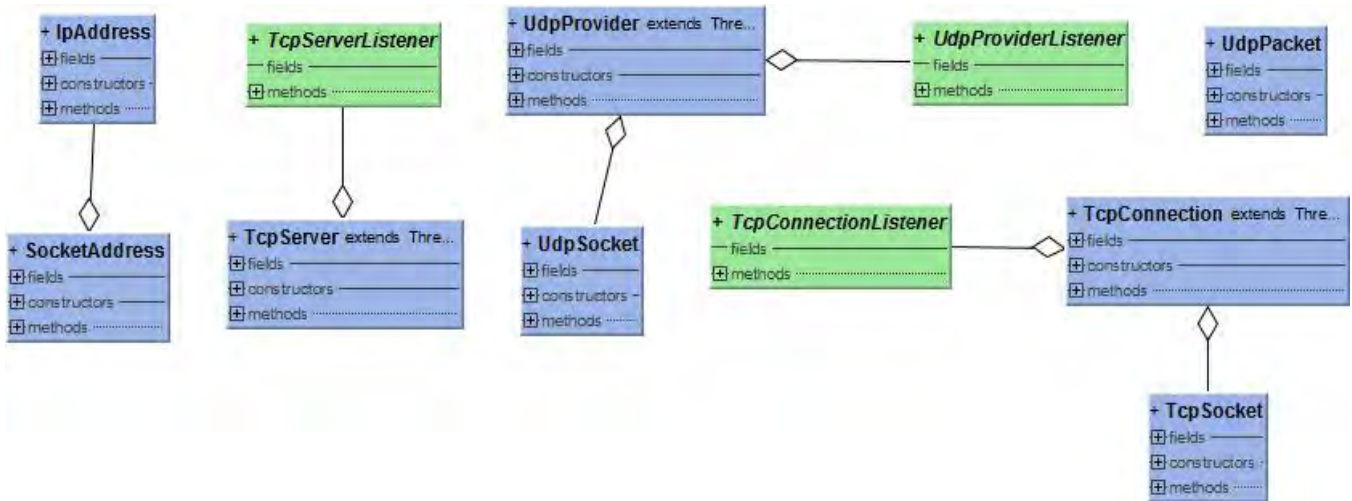 + IpAddress
fields
constructors
methods
+ TcpServerListener
fields
methods
+ UdpProvider extends Thre...
fields
constructors
methods
+ UdpProviderListener
fields
methods
+ UdpPacket
fields
constructors
methods
+ SocketAddress
fields
constructors
methods
+ TcpServer extends Thre...
fields
constructors
methods
+ UdpSocket
fields
constructors
methods
+ TcpConnectionListener
fields
methods
+ TcpConnection extends Thre...
fields
constructors
methods
+ TcpSocket
fields
constructors
methods